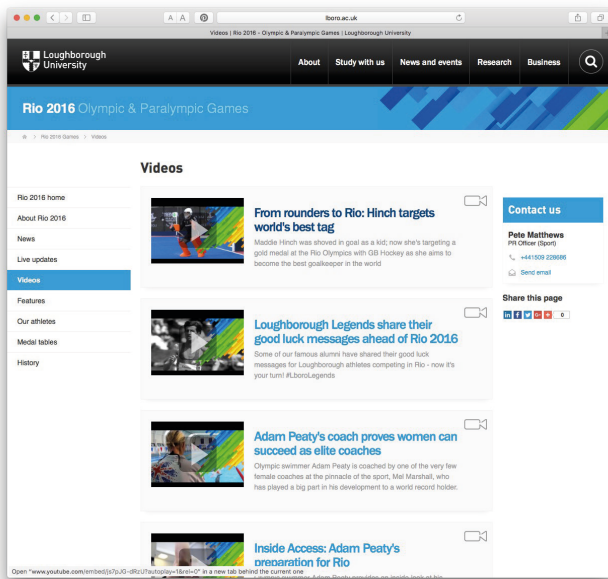 A A
lboro.ac.uk
Videos | Rio 2016 - Olympic & Paralympic Games | Loughborough University
Loughborough
University
About Study with us News and events Research Business
Rio 2016 Olympic & Paralympic Games
> Rio 2016 Games > Videos
Videos
Rio 2016 home
About Rio 2016
News
Live updates
Videos
Features
Our athletes
Medal tables
History
From rounders to Rio: Hinch targets
world's best tag
Maddie Hinch was shoved in goal as a kid; now she's targeting a
gold medal at the Rio Olympics with GB Hockey as she aims to
become the best goalkeeper in the world
Loughborough Legends share their
good luck messages ahead of Rio 2016
Some of our famous alumni have shared their good luck
messages for Loughborough athletes competing in Rio - now it's
your turn! #LboroLegends
Adam Peaty's coach proves women can
succeed as elite coaches
Olympic swimmer Adam Peaty is coached by one of the very few
female coaches at the pinnacle of the sport, Mel Marshall, who
has played a big part in his development to a world record holder.
Inside Access: Adam Peaty's
preparation for Rio
Contact us
Pete Matthews
PR Officer (Sport)
+441509 228686
Send email
Share this page
in f G+ + 0
Open "www.youtube.com/embed/js7pJG-dRzU?autoplay=1&rel=0" in a new tab behind the current one